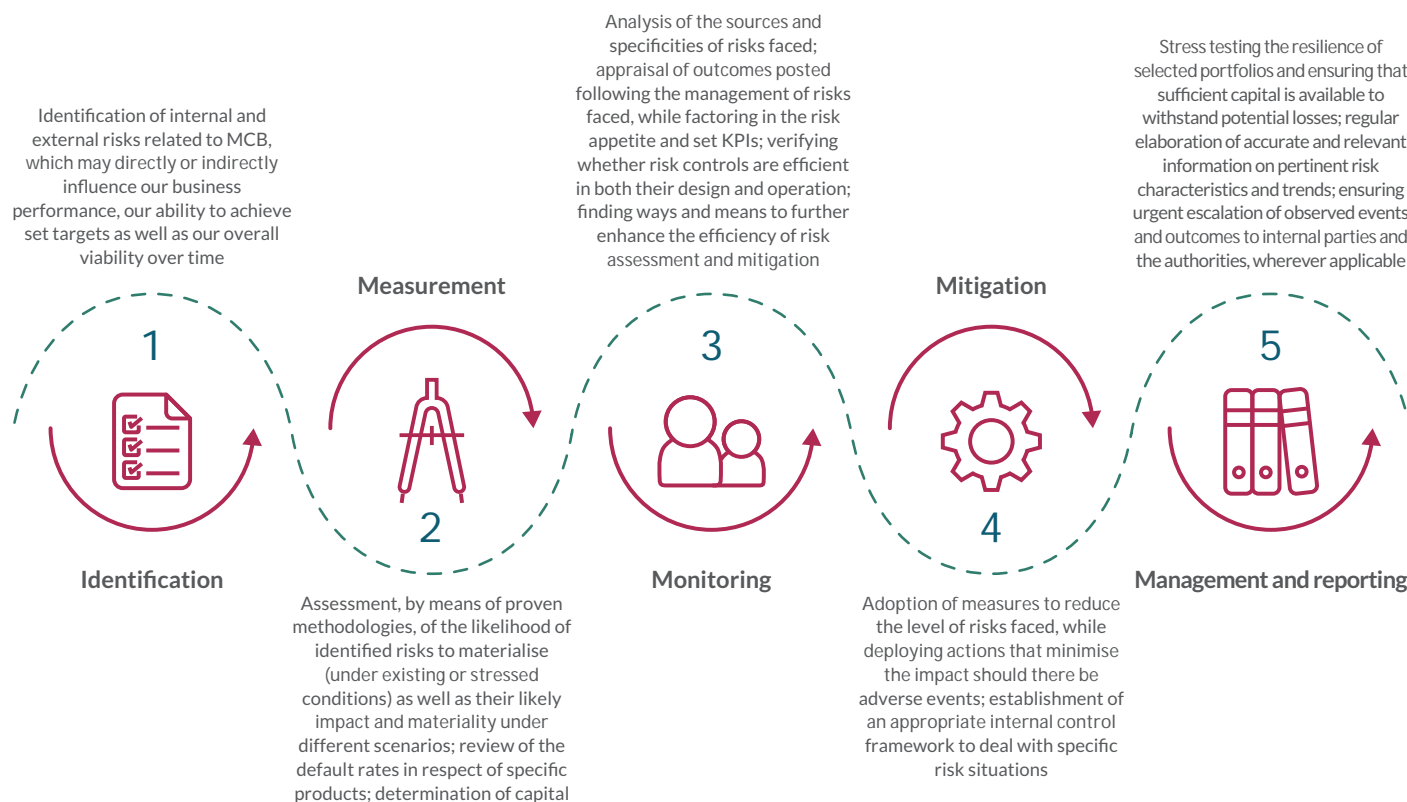 Identification of internal and
external risks related to MCB,
which may directly or indirectly
influence our business
performance, our ability to achieve
set targets as well as our overall
viability over time
1
Identification
Measurement
2
Assessment, by means of proven
methodologies, of the likelihood of
identified risks to materialise
(under existing or stressed
conditions) as well as their likely
impact and materiality under
different scenarios; review of the
default rates in respect of specific
products; determination of capital
Analysis of the sources and
specificities of risks faced;
appraisal of outcomes posted
following the management of risks
faced, while factoring in the risk
appetite and set KPIs; verifying
whether risk controls are efficient
in both their design and operation;
finding ways and means to further
enhance the efficiency of risk
assessment and mitigation
3
Monitoring
Mitigation
4
Adoption of measures to reduce
the level of risks faced, while
deploying actions that minimise
the impact should there be
adverse events; establishment of
an appropriate internal control
framework to deal with specific
risk situations
Stress testing the resilience of
selected portfolios and ensuring that
sufficient capital is available to
withstand potential losses; regular
elaboration of accurate and relevant
information on pertinent risk
characteristics and trends; ensuring
urgent escalation of observed events
and outcomes to internal parties and
the authorities, wherever applicable
5
Management and reporting